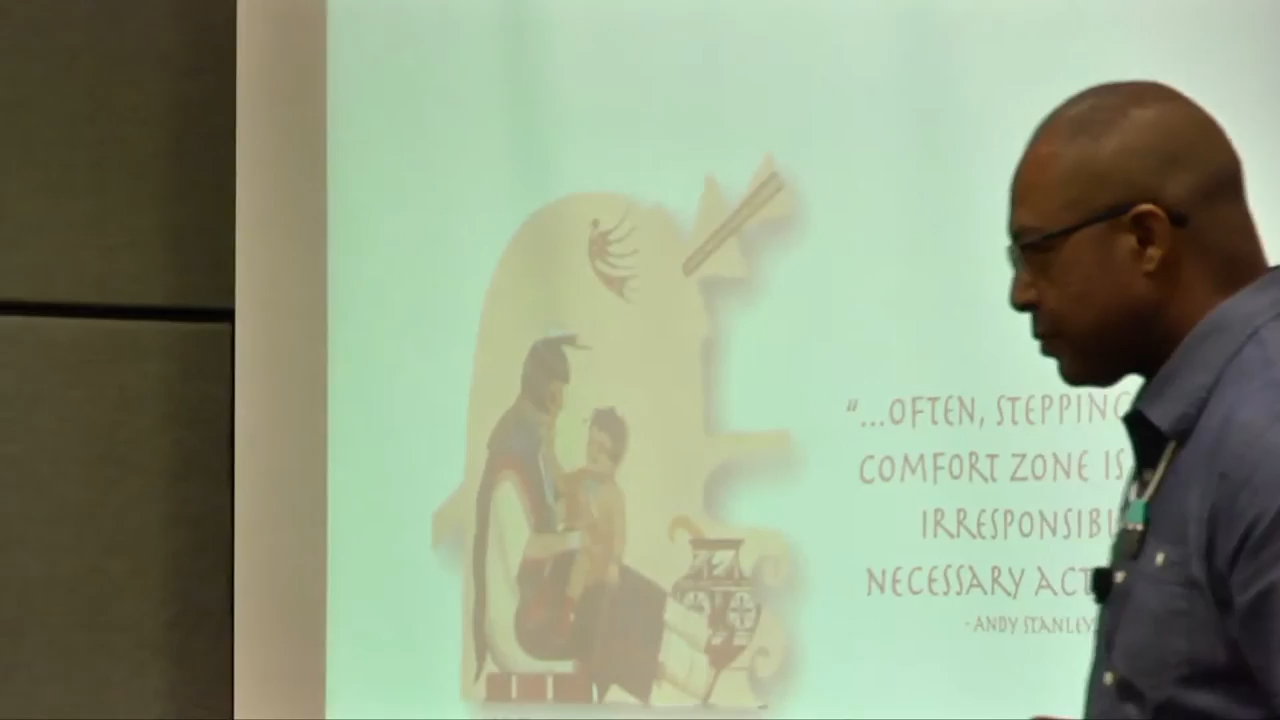 "...OFTEN, STEPPING
COMFORT ZONE IS
IRRESPONSIBL
NECESSARY ACT
- ANDY STANLEY